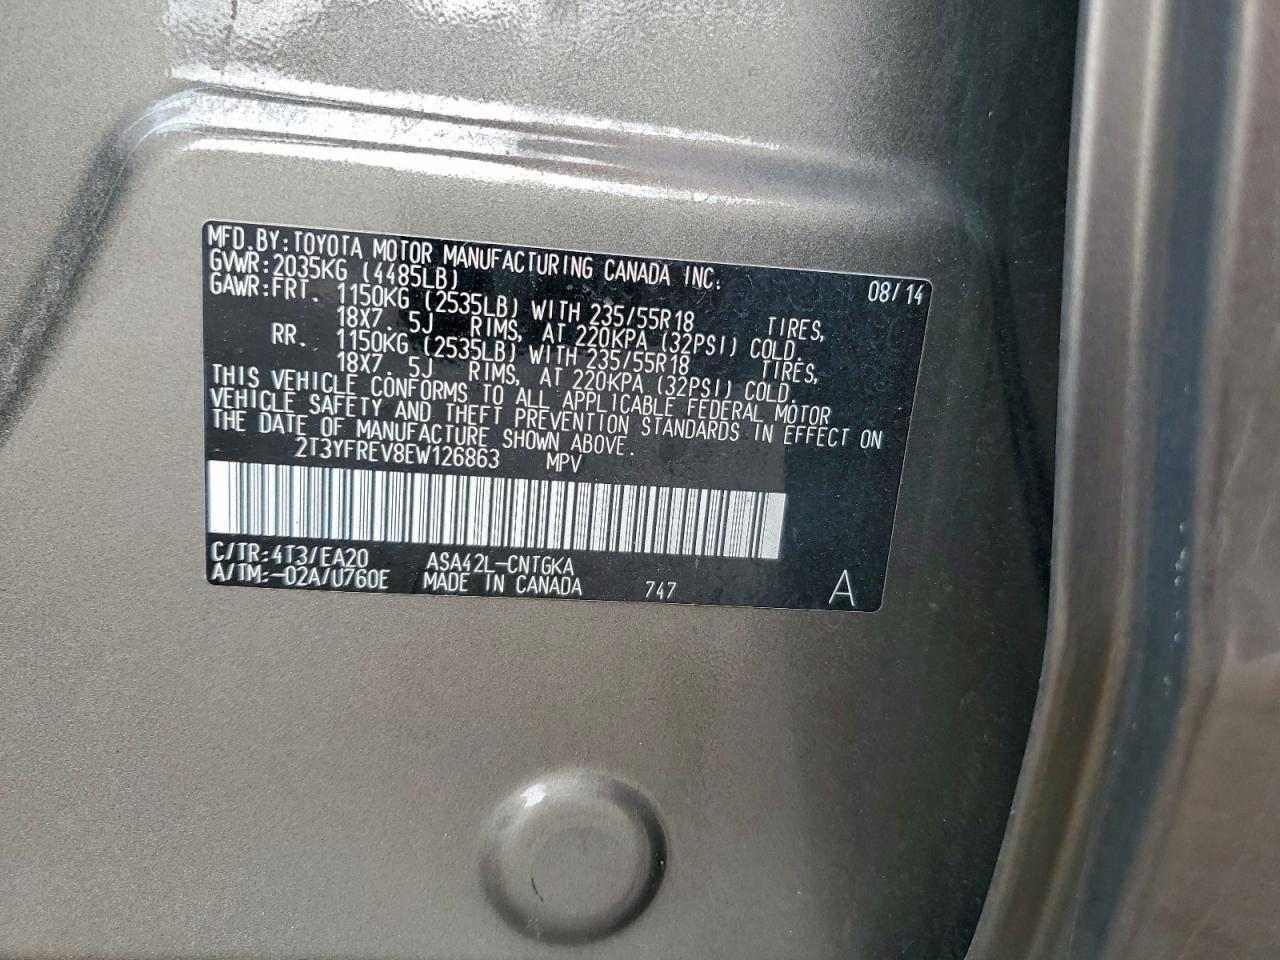 MFD.BY:TOYOTA MOTOR MANUFACTURING CANADA INC. 08/14
GVWR:2035KG (4485LB)
GAWR:FRT. 1150KG (2535LB) WITH 235/55R18 TIRES,
18X7.5J RIMS, AT 220KPA (32PSI) COLD.
RR. 1150KG (2535LB) WITH 235/55R18 TIRES,
18X7.5J RIMS, AT 220KPA (32PSI) COLD.
THIS VEHICLE CONFORMS TO ALL APPLICABLE FEDERAL MOTOR
VEHICLE SAFETY AND THEFT PREVENTION STANDARDS IN EFFECT ON
THE DATE OF MANUFACTURE SHOWN ABOVE.
2T3YFREV8EW126863 MPV
C/TR:4T3/EA20 ASA42L-CNTGKA
A/TM:-02A/U760E MADE IN CANADA 747 A